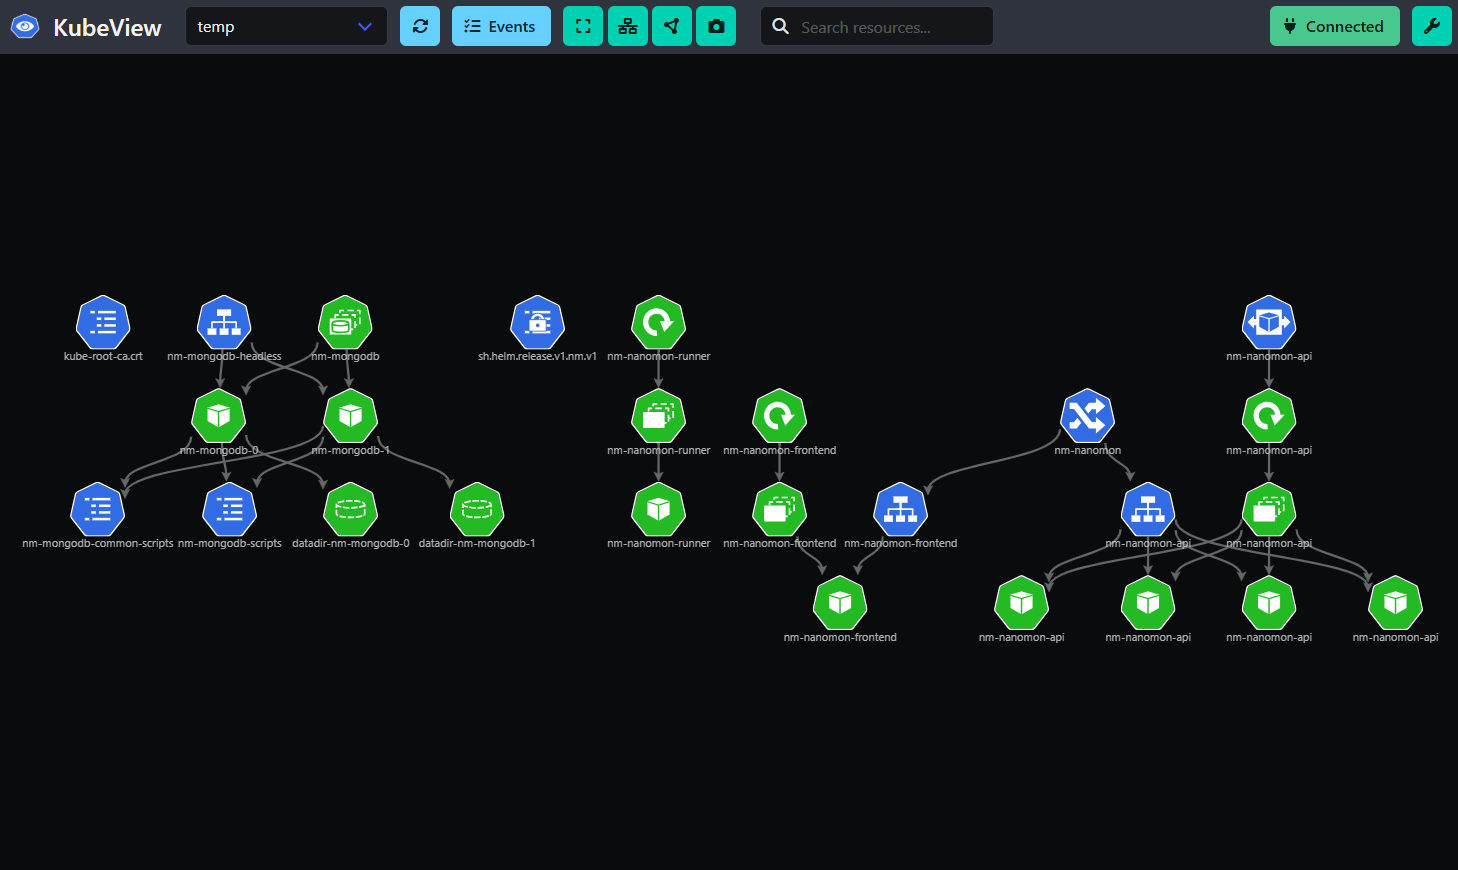 KubeView
temp
Events
Search resources...
Connected
kube-root-ca.crt
nm-mongodb-headless
nm-mongodb
sh.helm.release.v1.nm.v1
nm-nanomon-runner
nm-nanomon-api
nm-mongodb-0
nm-mongodb-1
nm-nanomon-runner
nm-nanomon-frontend
nm-nanomon
nm-nanomon-api
nm-mongodb-common-scripts
nm-mongodb-scripts
datadir-nm-mongodb-0
datadir-nm-mongodb-1
nm-nanomon-runner
nm-nanomon-frontend
nm-nanomon-frontend
nm-nanomon-api
nm-nanomon-api
nm-nanomon-frontend
nm-nanomon-api
nm-nanomon-api
nm-nanomon-api
nm-nanomon-api